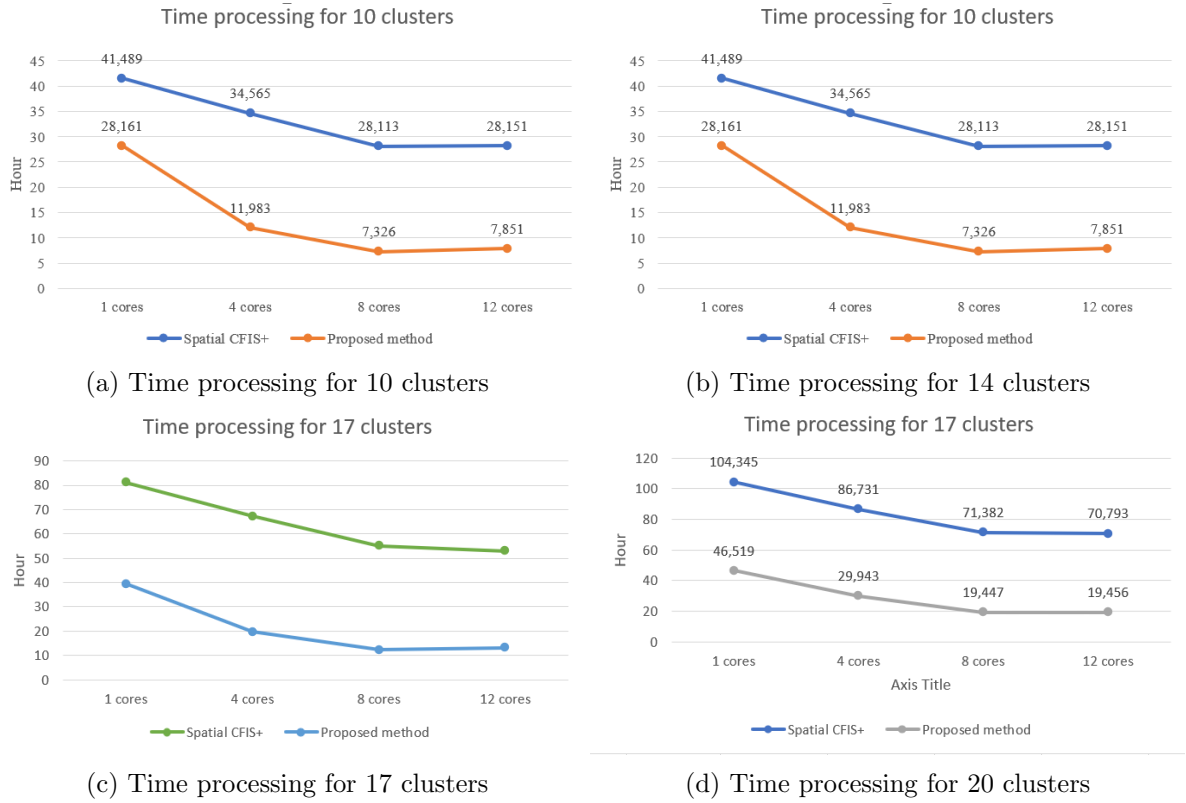 Time processing for 10 clusters
45
40
35
30
25
20
15
10
5
0
Hour
41,489
34,565
28,113
28,151
28,161
11,983
7,326
7,851
1 cores
4 cores
8 cores
12 cores
Spatial CFIS+
Proposed method
(a) Time processing for 10 clusters
Time processing for 10 clusters
45
40
35
30
25
20
15
10
5
0
Hour
41,489
34,565
28,113
28,151
28,161
11,983
7,326
7,851
1 cores
4 cores
8 cores
12 cores
Spatial CFIS+
Proposed method
(b) Time processing for 14 clusters
Time processing for 17 clusters
90
80
70
60
50
40
30
20
10
0
Hour
1 cores
4 cores
8 cores
12 cores
Spatial CFIS+
Proposed method
(c) Time processing for 17 clusters
Time processing for 17 clusters
120
100
80
60
40
20
0
Hour
104,345
86,731
71,382
70,793
46,519
29,943
19,447
19,456
1 cores
4 cores
8 cores
12 cores
Axis Title
Spatial CFIS+
Proposed method
(d) Time processing for 20 clusters